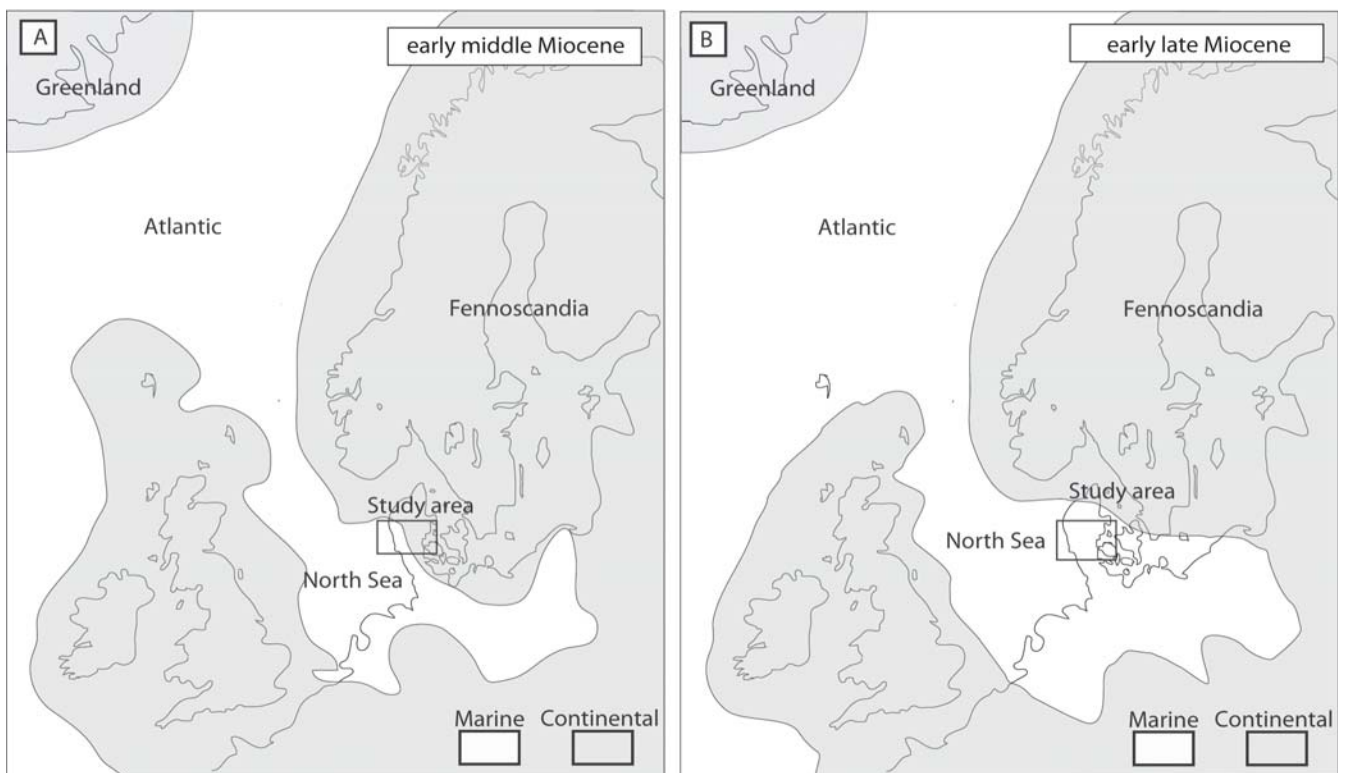 A
early middle Miocene
Greenland
Atlantic
Fennoscandia
Study area
North Sea
Marine Continental
B
early late Miocene
Greenland
Atlantic
Fennoscandia
Study area
North Sea
Marine Continental